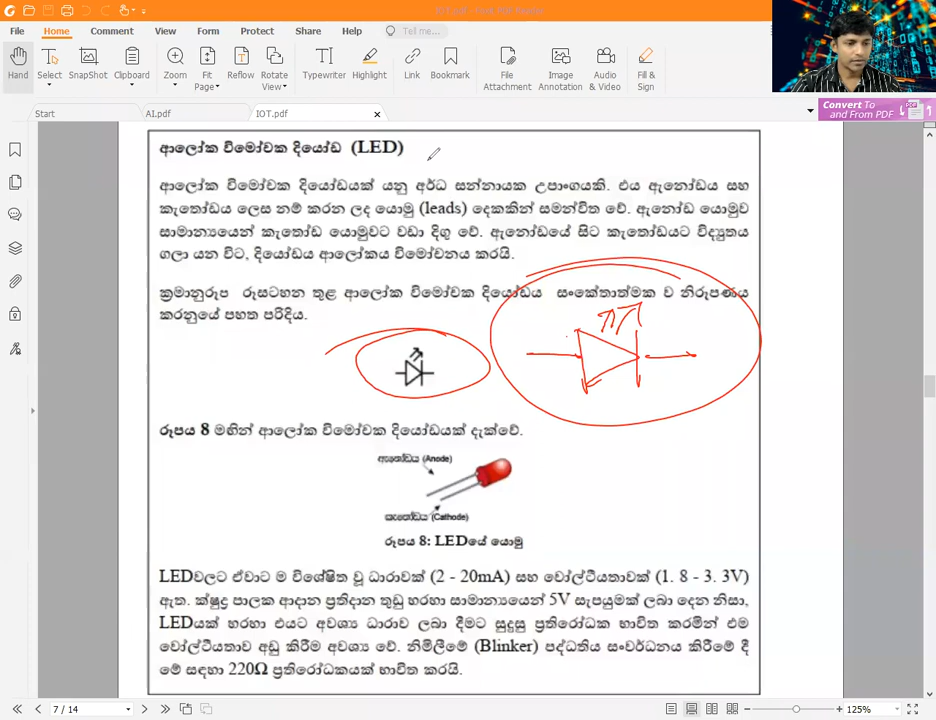 IOT.pdf - Foxit PDF Reader
File Home Comment View Form Protect Share Help Tell me...
Hand Select SnapShot Clipboard Zoom Fit Page Reflow Rotate View Typewriter Highlight Link Bookmark File Attachment Image Annotation Audio & Video Fill & Sign
Start AI.pdf IOT.pdf
Convert To and From PDF
ආලෝක විමෝචක දියෝඩ (LED)
ආලෝක විමෝචක දියෝඩයක් යනු අර්ධ සන්නායක උපාංගයකි. එය ඇනෝඩය සහ
කැතෝඩය ලෙස නම් කරන ලද යොමු (leads) දෙකකින් සමන්විත වේ. ඇනෝඩ යොමුව
සාමාන්‍යයෙන් කැතෝඩ යොමුවට වඩා දිගු වේ. ඇනෝඩයේ සිට කැතෝඩයට විද්‍යුතය
ගලා යන විට, දියෝඩය ආලෝකය විමෝචනය කරයි.
ක්‍රමානුරූප රූසටහන තුළ ආලෝක විමෝචක දියෝඩය සංකේතාත්මක ව නිරූපණය
කරනුයේ පහත පරිදිය.
රූපය 8 මඟින් ආලෝක විමෝචක දියෝඩයක් දැක්වේ.
ඇනෝඩය (Anode)
කැතෝඩය (Cathode)
රූපය 8: LEDයේ යොමු
LEDවලට ඒවාට ම විශේෂිත වූ ධාරාවක් (2 - 20mA) සහ වෝල්ටීයතාවක් (1. 8 - 3. 3V)
ඇත. ක්ෂුද්‍ර පාලක ආදාන ප්‍රතිදාන තුඩු හරහා සාමාන්‍යයෙන් 5V සැපයුමක් ලබා දෙන නිසා,
LEDයක් හරහා එයට අවශ්‍ය ධාරාව ලබා දීමට සුදුසු ප්‍රතිරෝධක භාවිත කරමින් එම
වෝල්ටීයතාව අඩු කිරීම අවශ්‍ය වේ. නිමිලීමේ (Blinker) පද්ධතිය සංවර්ධනය කිරීමේ දී
මේ සඳහා 220Ω ප්‍රතිරෝධකයක් භාවිත කරයි.
7 / 14
125%